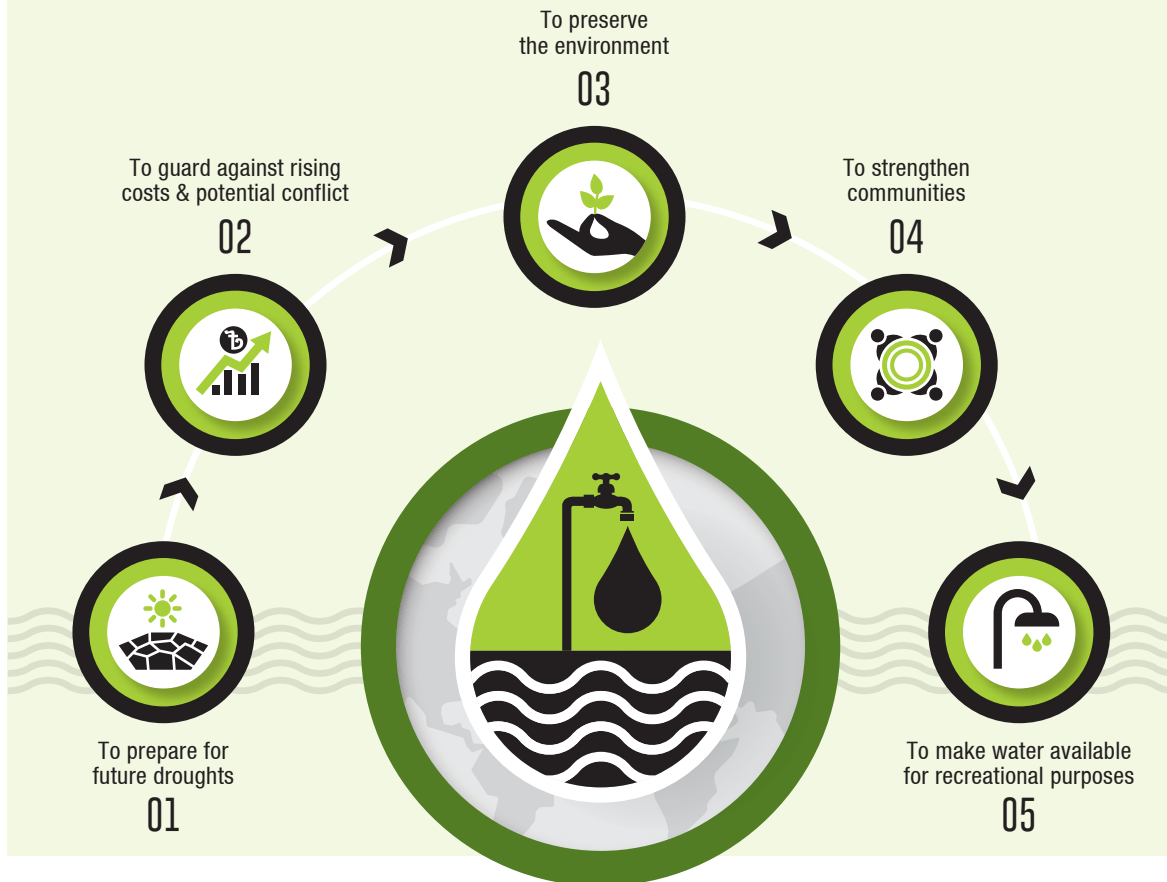 To prepare for
future droughts
01
To guard against rising
costs & potential conflict
02
To preserve
the environment
03
To strengthen
communities
04
To make water available
for recreational purposes
05
৳